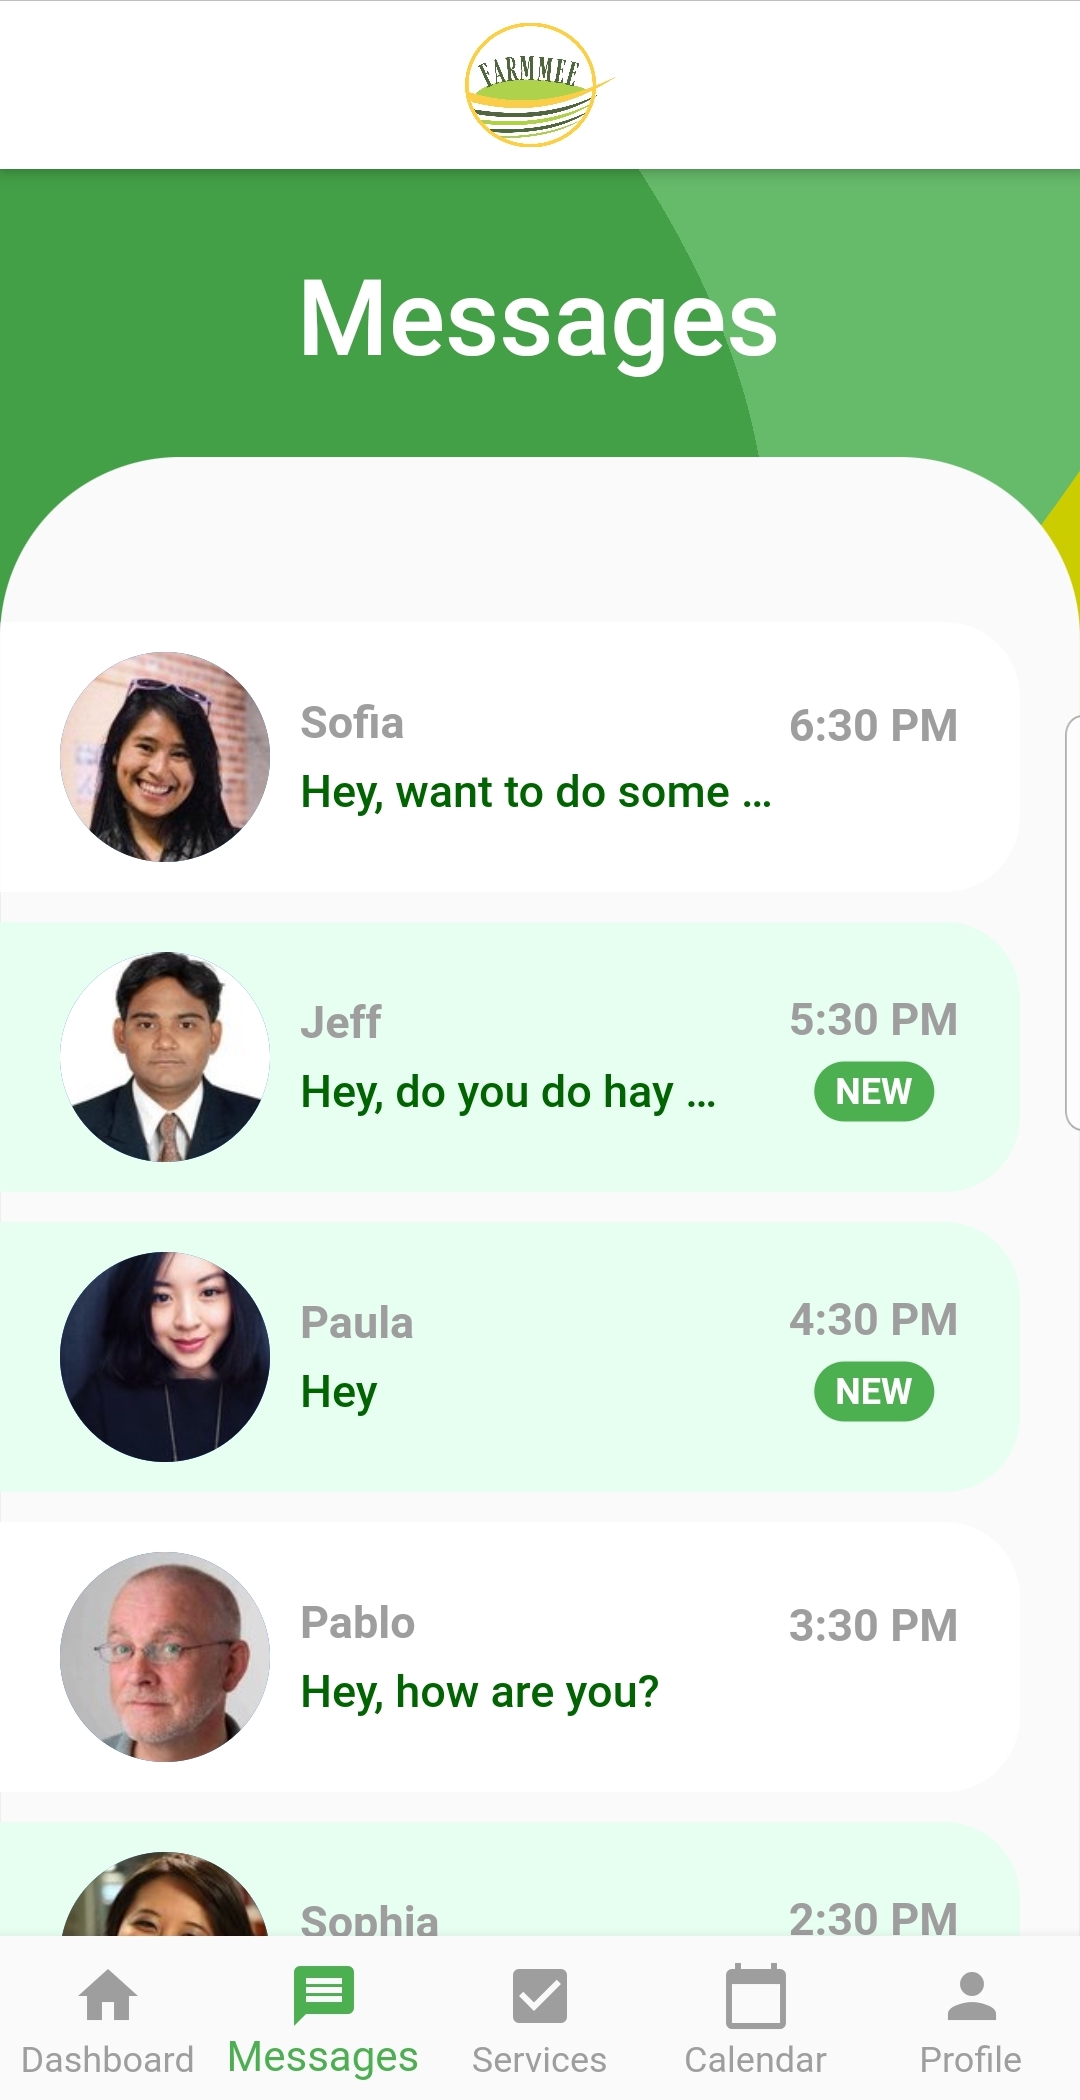 FARMMEE
Messages
Sofia
6:30 PM
Hey, want to do some ...
Jeff
5:30 PM
Hey, do you do hay ...
NEW
Paula
4:30 PM
Hey
NEW
Pablo
3:30 PM
Hey, how are you?
Sophia
2:30 PM
Dashboard
Messages
Services
Calendar
Profile